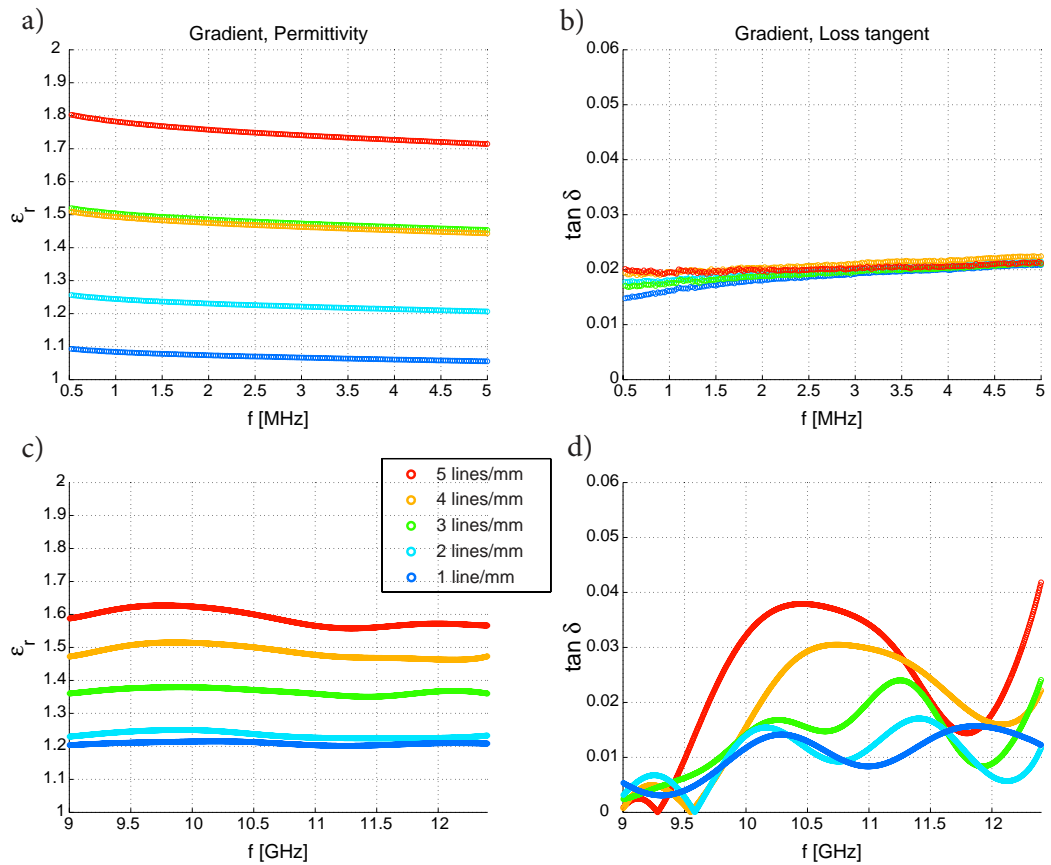 a)
Gradient, Permittivity
2
1.9
1.8
1.7
1.6
1.5
1.4
1.3
1.2
1.1
1
ε_r
0.5 1 1.5 2 2.5 3 3.5 4 4.5 5
f [MHz]
b)
Gradient, Loss tangent
0.06
0.05
0.04
0.03
0.02
0.01
0
tan δ
0.5 1 1.5 2 2.5 3 3.5 4 4.5 5
f [MHz]
c)
2
1.9
1.8
1.7
1.6
1.5
1.4
1.3
1.2
1.1
1
ε_r
9 9.5 10 10.5 11 11.5 12
f [GHz]
5 lines/mm
4 lines/mm
3 lines/mm
2 lines/mm
1 line/mm
d)
0.06
0.05
0.04
0.03
0.02
0.01
0
tan δ
9 9.5 10 10.5 11 11.5 12
f [GHz]